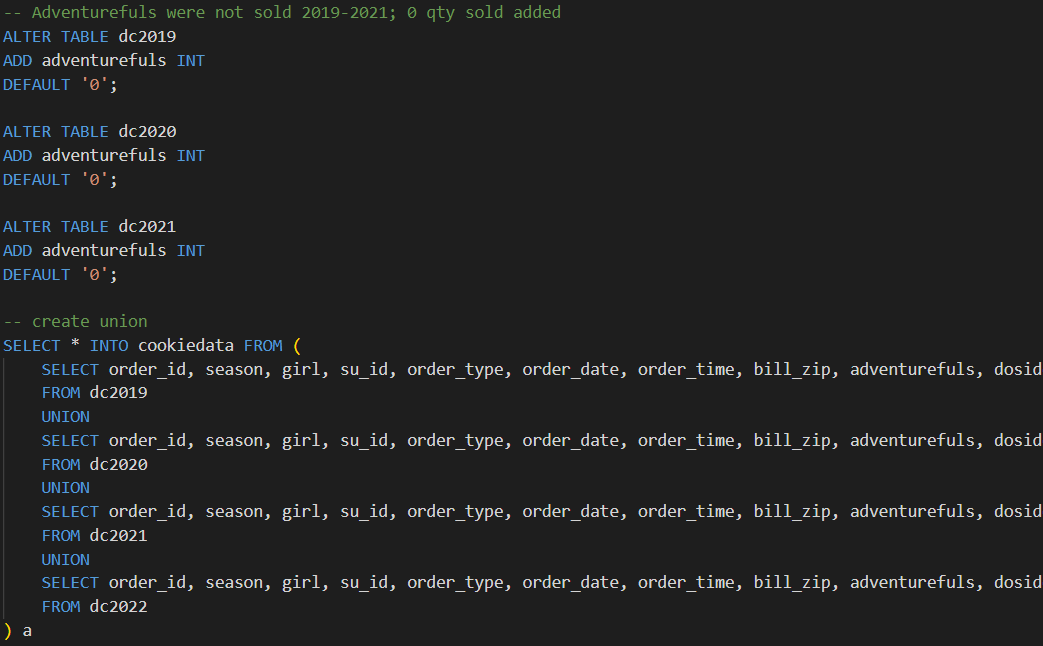 -- Adventurefuls were not sold 2019-2021; 0 qty sold added
ALTER TABLE dc2019
ADD adventurefuls INT
DEFAULT '0';
ALTER TABLE dc2020
ADD adventurefuls INT
DEFAULT '0';
ALTER TABLE dc2021
ADD adventurefuls INT
DEFAULT '0';
-- create union
SELECT * INTO cookiedata FROM (
SELECT order_id, season, girl, su_id, order_type, order_date, order_time, bill_zip, adventurefuls, dosid
FROM dc2019
UNION
SELECT order_id, season, girl, su_id, order_type, order_date, order_time, bill_zip, adventurefuls, dosid
FROM dc2020
UNION
SELECT order_id, season, girl, su_id, order_type, order_date, order_time, bill_zip, adventurefuls, dosid
FROM dc2021
UNION
SELECT order_id, season, girl, su_id, order_type, order_date, order_time, bill_zip, adventurefuls, dosid
FROM dc2022
) a